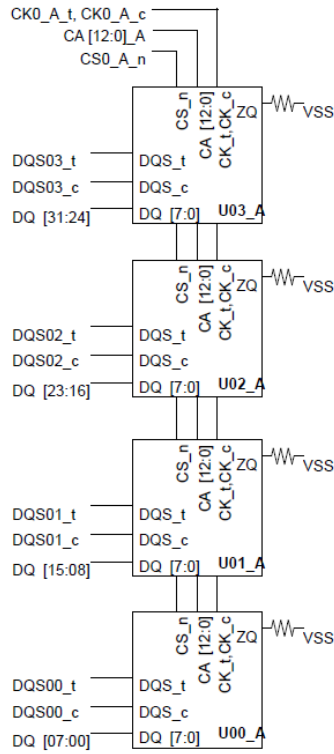 CK0_A_t, CK0_A_c
CA [12:0]_A
CS0_A_n
CS_n
CA [12:0]
CK_t,CK_c
ZQ
VSS
DQS03_t
DQS_t
DQS03_c
DQS_c
DQ [31:24]
DQ [7:0]
U03_A
CS_n
CA [12:0]
CK_t,CK_c
ZQ
VSS
DQS02_t
DQS_t
DQS02_c
DQS_c
DQ [23:16]
DQ [7:0]
U02_A
CS_n
CA [12:0]
CK_t,CK_c
ZQ
VSS
DQS01_t
DQS_t
DQS01_c
DQS_c
DQ [15:08]
DQ [7:0]
U01_A
CS_n
CA [12:0]
CK_t,CK_c
ZQ
VSS
DQS00_t
DQS_t
DQS00_c
DQS_c
DQ [07:00]
DQ [7:0]
U00_A